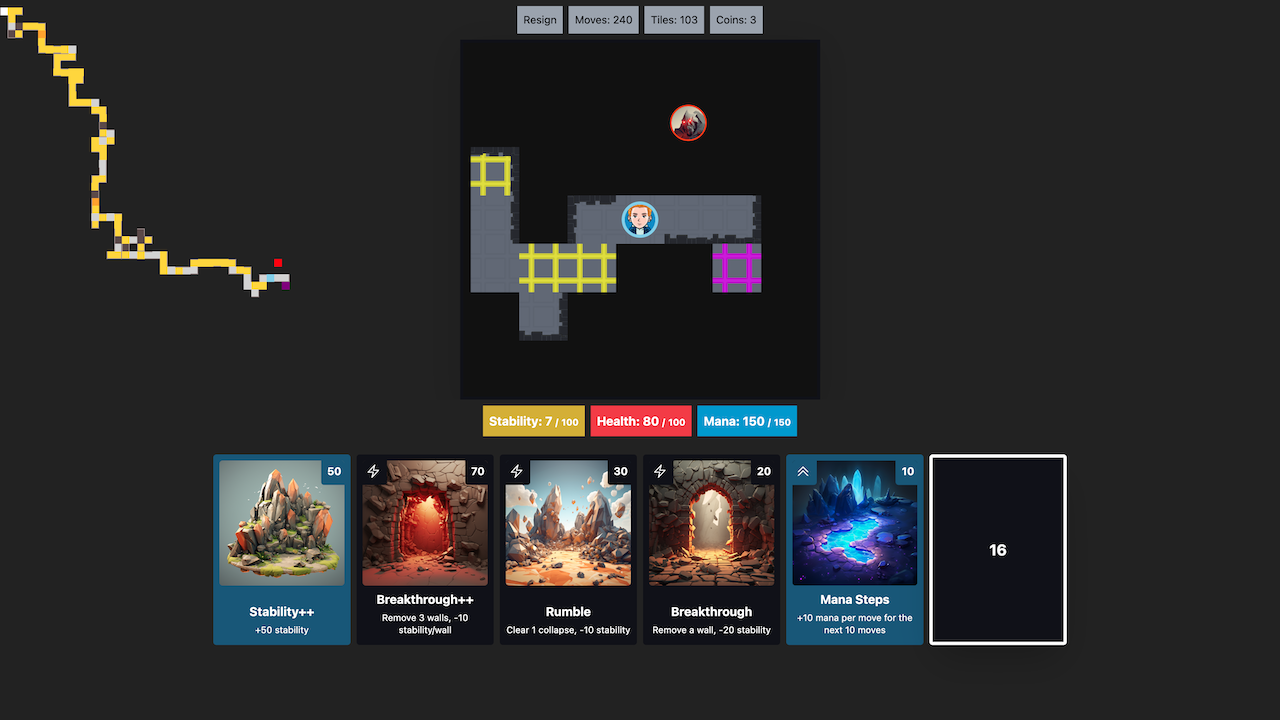 Resign
Moves: 240
Tiles: 103
Coins: 3
Stability: 7 / 100
Health: 80 / 100
Mana: 150 / 150
50
Stability++
+50 stability
70
Breakthrough++
Remove 3 walls, -10
stability/wall
30
Rumble
Clear 1 collapse, -10 stability
20
Breakthrough
Remove a wall, -20 stability
10
Mana Steps
+10 mana per move for the
next 10 moves
16